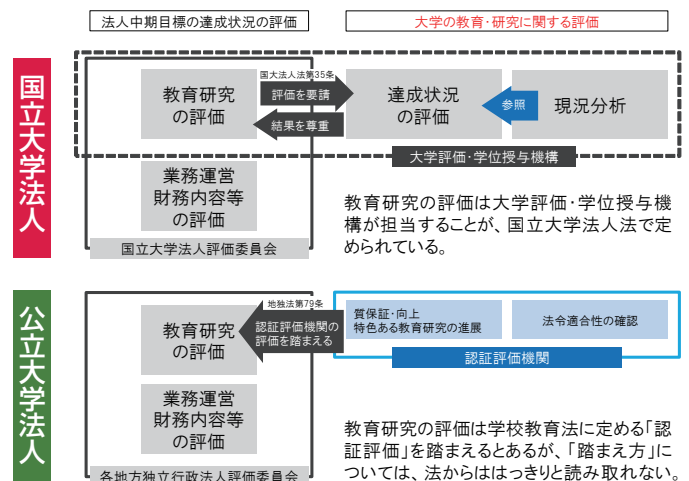 法人中期目標の達成状況の評価
大学の教育・研究に関する評価
国立大学法人
教育研究
の評価
国大法人法第35条
評価を要請
結果を尊重
達成状況
の評価
参照
現況分析
大学評価・学位授与機構
業務運営
財務内容等
の評価
国立大学法人評価委員会
教育研究の評価は大学評価・学位授与機
構が担当することが、国立大学法人法で定
められている。
公立大学法人
教育研究
の評価
地独法第79条
認証評価機関の
評価を踏まえる
質保証・向上
特色ある教育研究の進展
法令適合性の確認
認証評価機関
業務運営
財務内容等
の評価
各地方独立行政法人評価委員会
教育研究の評価は学校教育法に定める「認
証評価」を踏まえるとあるが、「踏まえ方」に
ついては、法からははっきりと読み取れない。